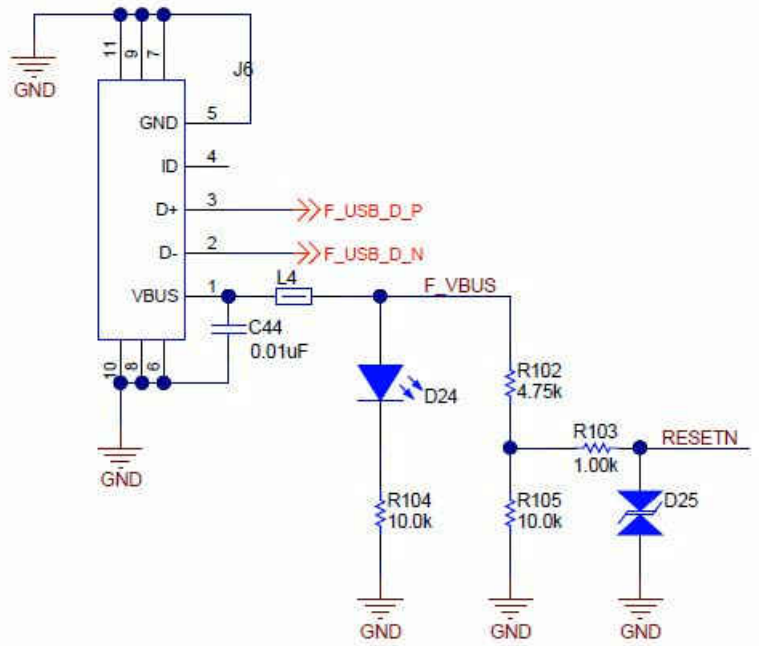 11
9
7
GND
J6
GND 5
ID 4
D+ 3 F_USB_D_P
D- 2 F_USB_D_N
VBUS 1 L4 F_VBUS
C44
0.01uF
10
8
6
GND
D24
R102
4.75k
R103
1.00k
RESETN
R104
10.0k
R105
10.0k
D25
GND
GND
GND